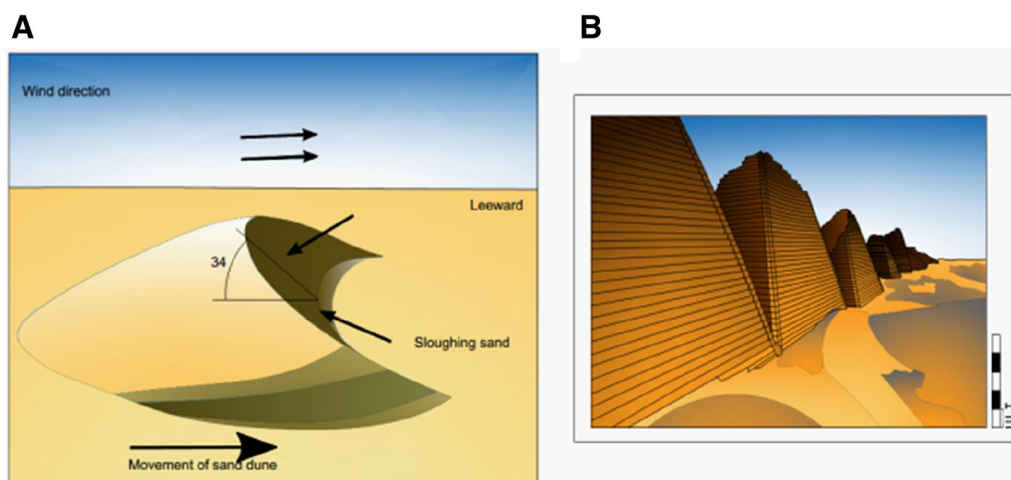 A
B
Wind direction
Leeward
34
Sloughing sand
Movement of sand dune